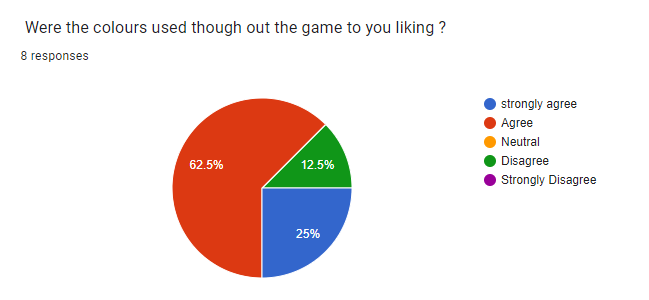 Were the colours used though out the game to you liking ?
8 responses
strongly agree
Agree
Neutral
Disagree
Strongly Disagree
62.5%
12.5%
25%